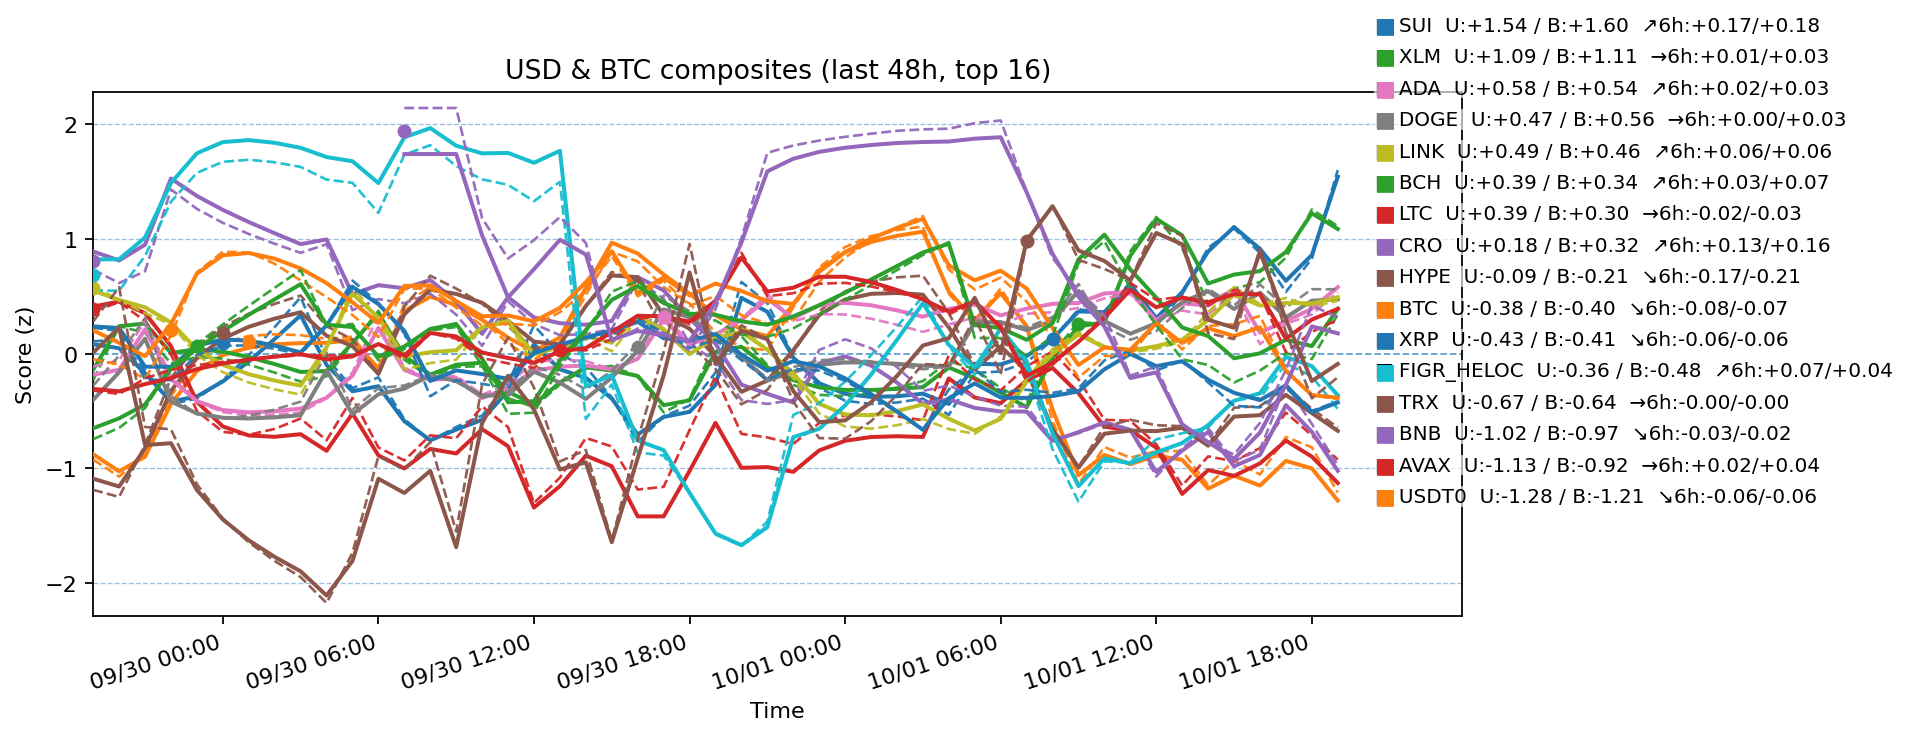 USD & BTC composites (last 48h, top 16)
SUI U:+1.54 / B:+1.60 ↗6h:+0.17/+0.18
XLM U:+1.09 / B:+1.11 →6h:+0.01/+0.03
ADA U:+0.58 / B:+0.54 ↗6h:+0.02/+0.03
DOGE U:+0.47 / B:+0.56 →6h:+0.00/+0.03
LINK U:+0.49 / B:+0.46 ↗6h:+0.06/+0.06
BCH U:+0.39 / B:+0.34 ↗6h:+0.03/+0.07
LTC U:+0.39 / B:+0.30 →6h:-0.02/-0.03
CRO U:+0.18 / B:+0.32 ↗6h:+0.13/+0.16
HYPE U:-0.09 / B:-0.21 ↘6h:-0.17/-0.21
BTC U:-0.38 / B:-0.40 ↘6h:-0.08/-0.07
XRP U:-0.43 / B:-0.41 ↘6h:-0.06/-0.06
FIGR_HELOC U:-0.36 / B:-0.48 ↗6h:+0.07/+0.04
TRX U:-0.67 / B:-0.64 →6h:-0.00/-0.00
BNB U:-1.02 / B:-0.97 ↘6h:-0.03/-0.02
AVAX U:-1.13 / B:-0.92 →6h:+0.02/+0.04
USDT0 U:-1.28 / B:-1.21 ↘6h:-0.06/-0.06
Score (z)
2
1
0
−1
−2
09/30 00:00
09/30 06:00
09/30 12:00
09/30 18:00
10/01 00:00
10/01 06:00
10/01 12:00
10/01 18:00
Time